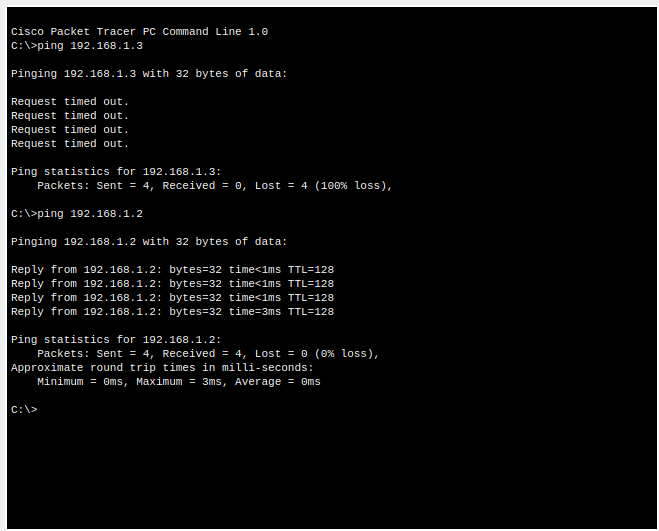 Cisco Packet Tracer PC Command Line 1.0
C:\>ping 192.168.1.3
Pinging 192.168.1.3 with 32 bytes of data:
Request timed out.
Request timed out.
Request timed out.
Request timed out.
Ping statistics for 192.168.1.3:
    Packets: Sent = 4, Received = 0, Lost = 4 (100% loss),
C:\>ping 192.168.1.2
Pinging 192.168.1.2 with 32 bytes of data:
Reply from 192.168.1.2: bytes=32 time<1ms TTL=128
Reply from 192.168.1.2: bytes=32 time<1ms TTL=128
Reply from 192.168.1.2: bytes=32 time<1ms TTL=128
Reply from 192.168.1.2: bytes=32 time=3ms TTL=128
Ping statistics for 192.168.1.2:
    Packets: Sent = 4, Received = 4, Lost = 0 (0% loss),
Approximate round trip times in milli-seconds:
    Minimum = 0ms, Maximum = 3ms, Average = 0ms
C:\>